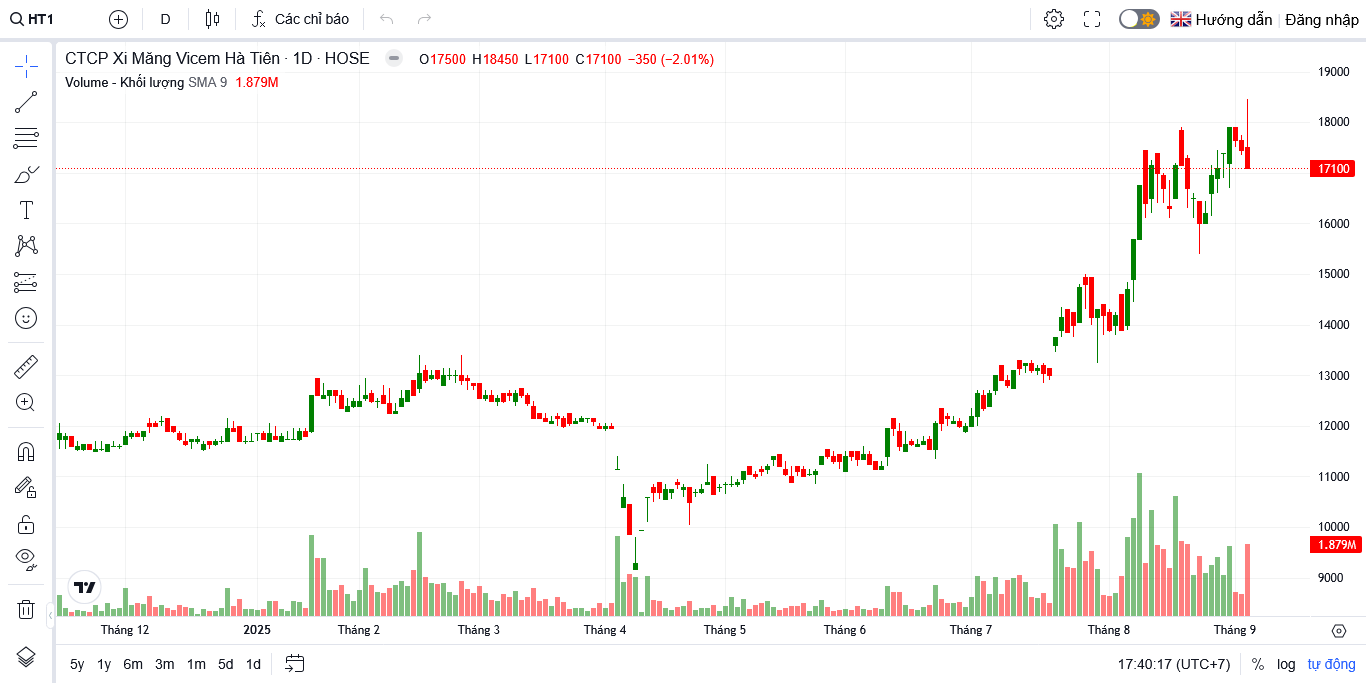 HT1 D Các chỉ báo Hướng dẫn Đăng nhập
CTCP Xi Măng Vicem Hà Tiên · 1D · HOSE O17500 H18450 L17100 C17100 −350 (−2.01%)
Volume - Khối lượng SMA 9 1.879M
19000
18000
17100
16000
15000
14000
13000
12000
11000
10000
1.879M
9000
Tháng 12 2025 Tháng 2 Tháng 3 Tháng 4 Tháng 5 Tháng 6 Tháng 7 Tháng 8 Tháng 9
5y 1y 6m 3m 1m 5d 1d 17:40:17 (UTC+7) % log tự động